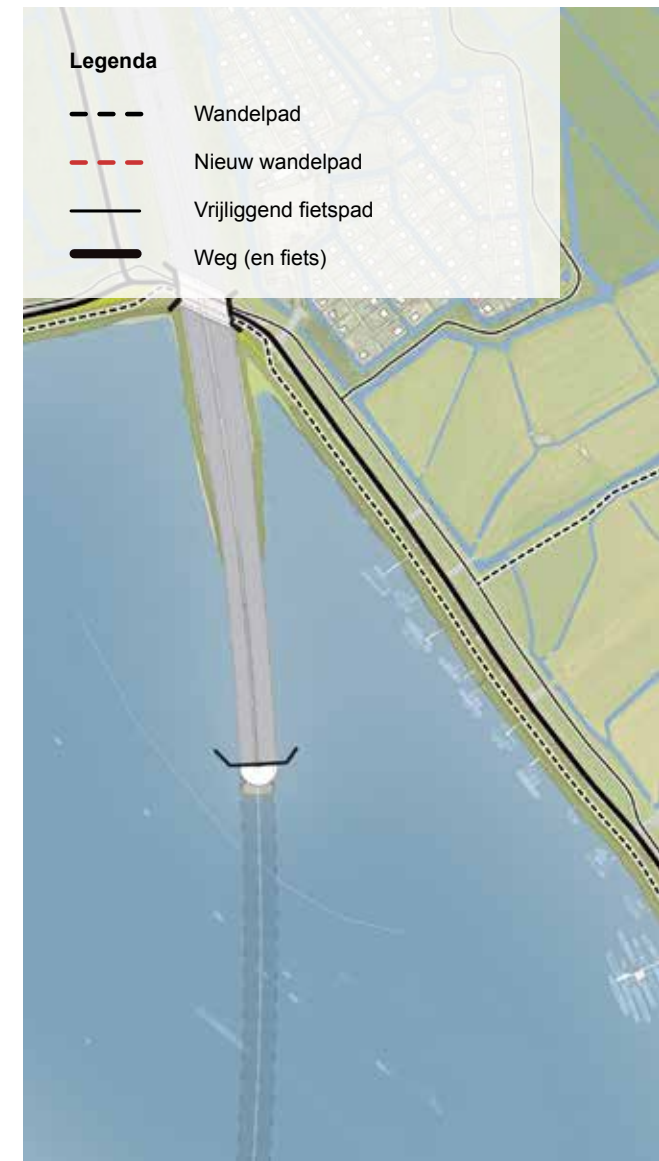 Legenda
Wandelpad
Nieuw wandelpad
Vrijliggend fietspad
Weg (en fiets)